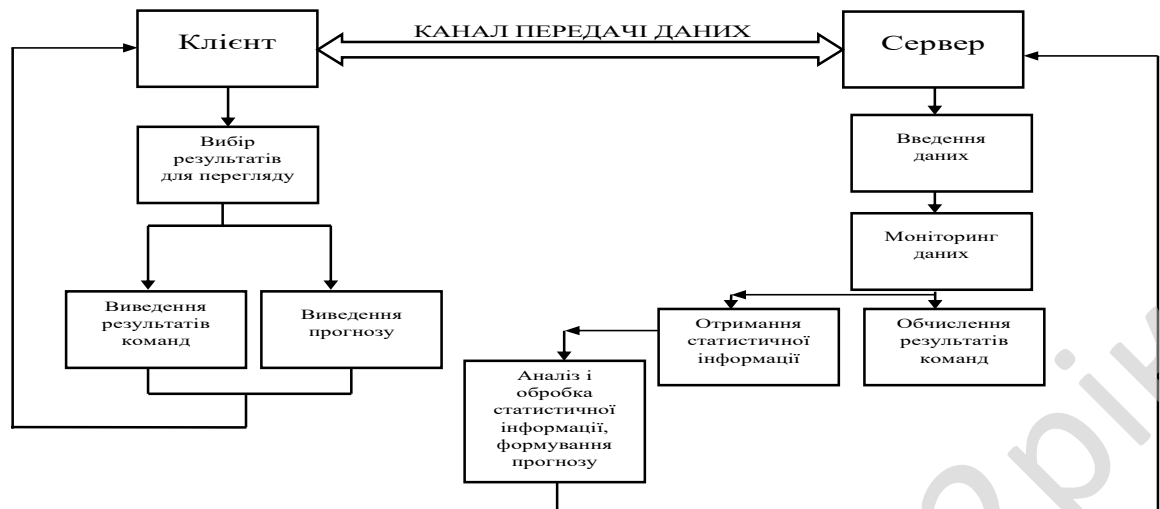 Клієнт
КАНАЛ ПЕРЕДАЧІ ДАНИХ
Сервер
Вибір
результатів
для перегляду
Введення
даних
Моніторинг
даних
Виведення
результатів
команд
Виведення
прогнозу
Отримання
статистичної
інформації
Обчислення
результатів
команд
Аналіз і
обробка
статистичної
інформації,
формування
прогнозу